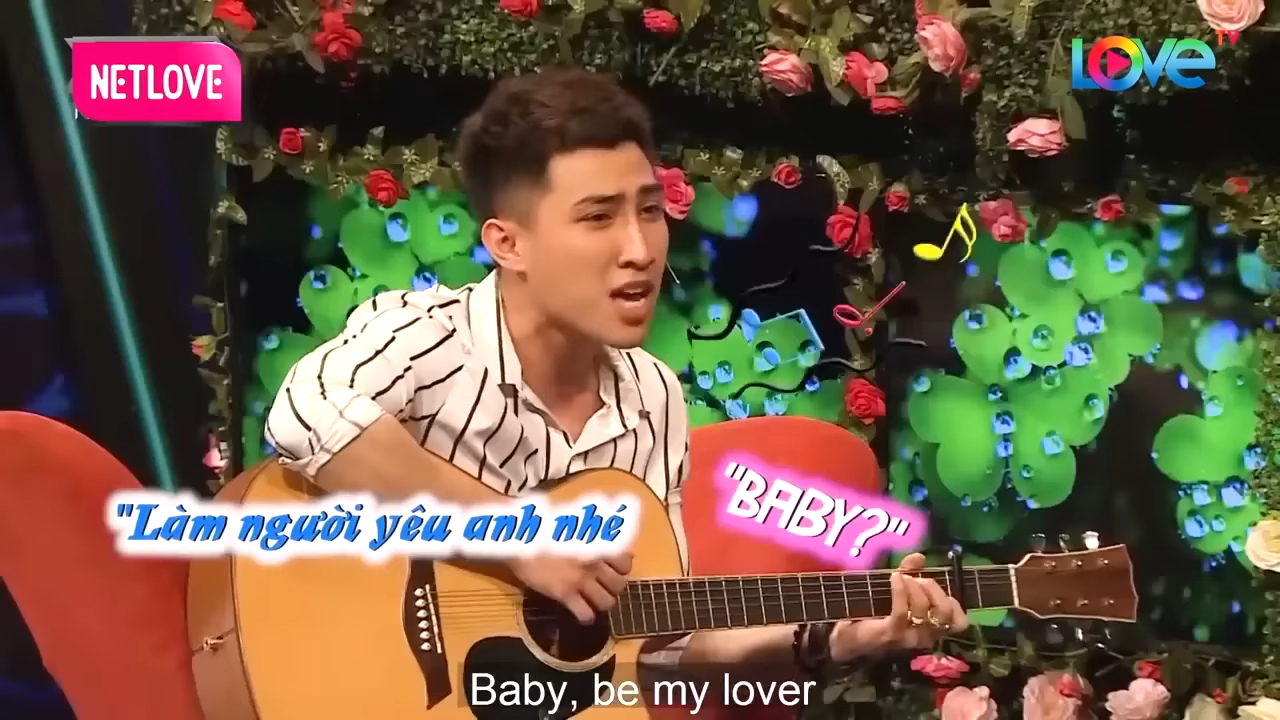 NETLOVE
LOVE TV
"Làm người yêu anh nhé
"BABY?"
Baby, be my lover